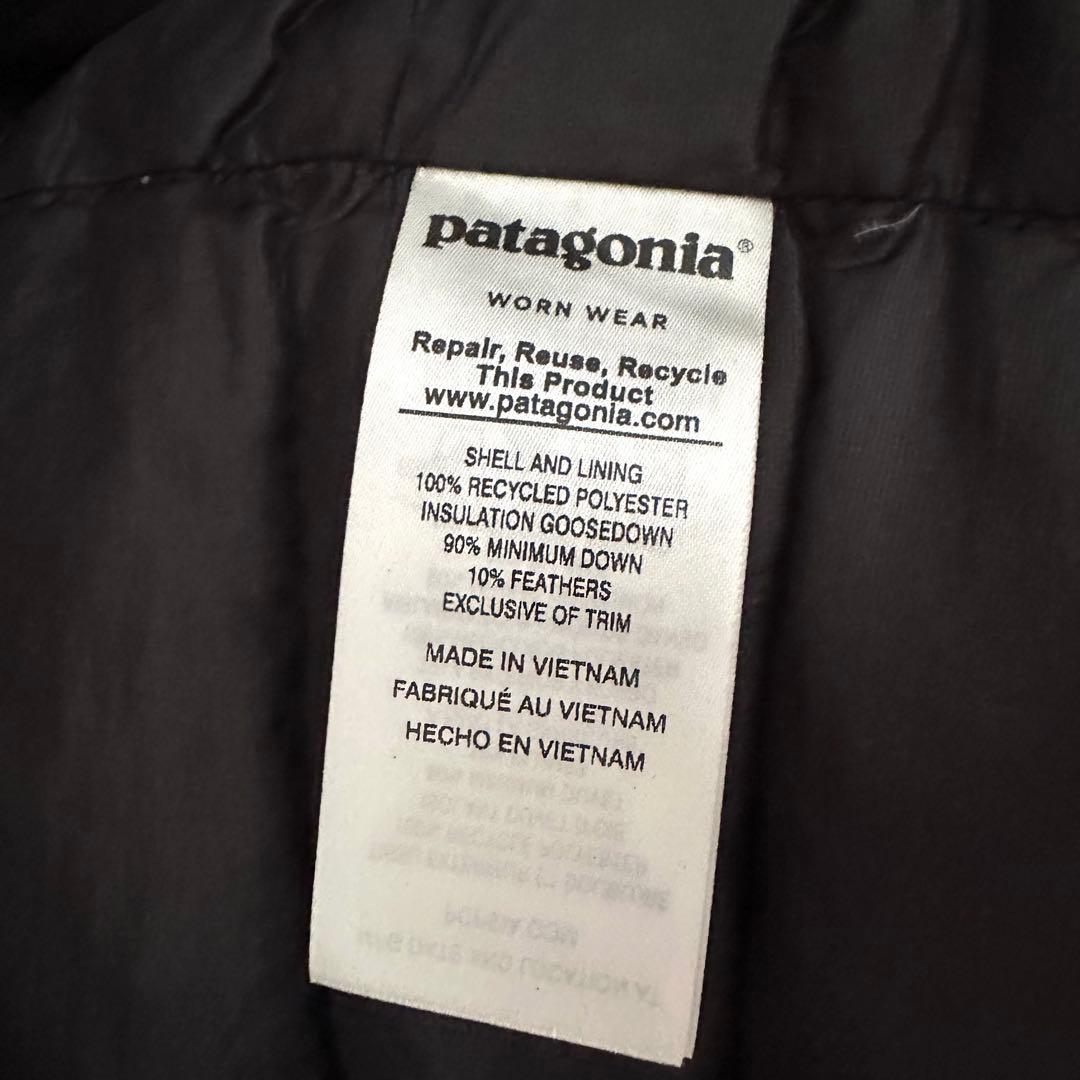 patagonia®
WORN WEAR
Repair, Reuse, Recycle
This Product
www.patagonia.com
SHELL AND LINING
100% RECYCLED POLYESTER
INSULATION GOOSEDOWN
90% MINIMUM DOWN
10% FEATHERS
EXCLUSIVE OF TRIM
MADE IN VIETNAM
FABRIQUÉ AU VIETNAM
HECHO EN VIETNAM